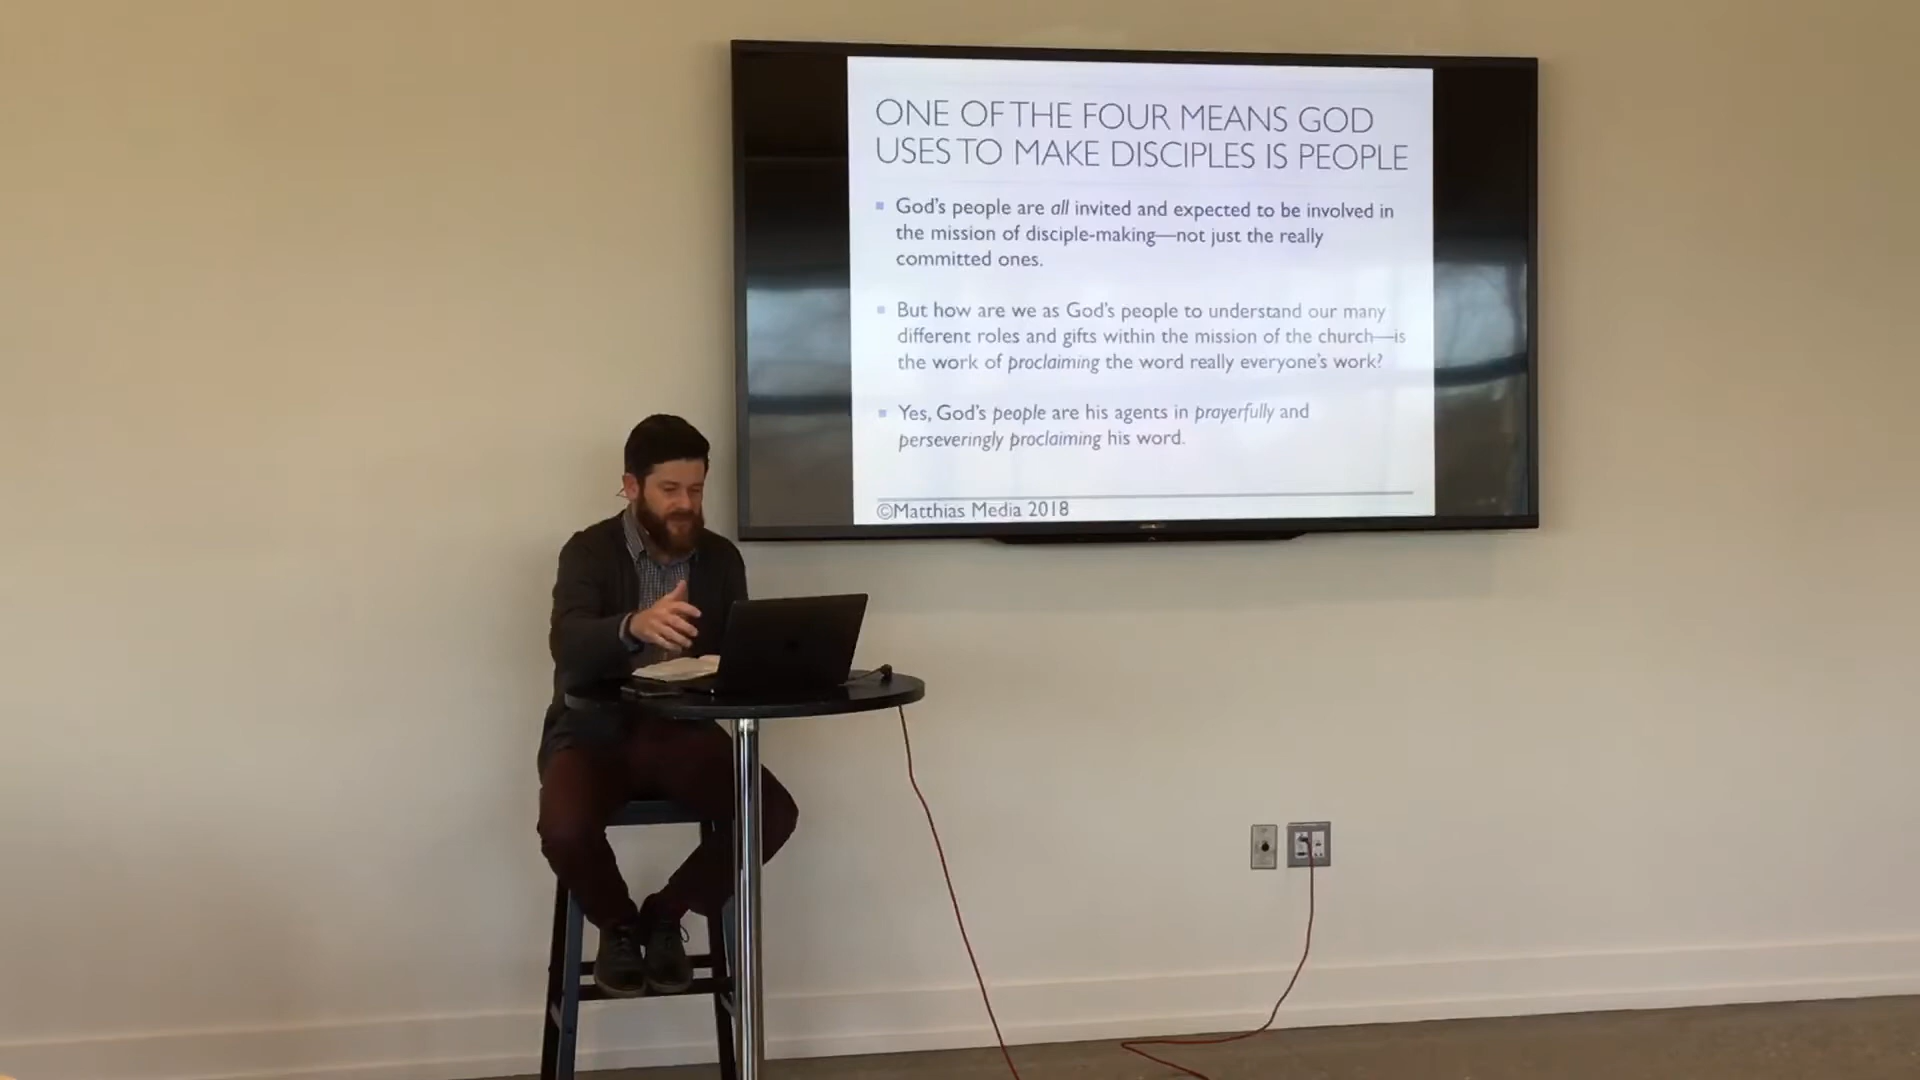 ONE OF THE FOUR MEANS GOD
USES TO MAKE DISCIPLES IS PEOPLE
God's people are all invited and expected to be involved in
the mission of disciple-making—not just the really
committed ones.
But how are we as God's people to understand our many
different roles and gifts within the mission of the church—is
the work of proclaiming the word really everyone's work?
Yes, God's people are his agents in prayerfully and
perseveringly proclaiming his word.
©Matthias Media 2018